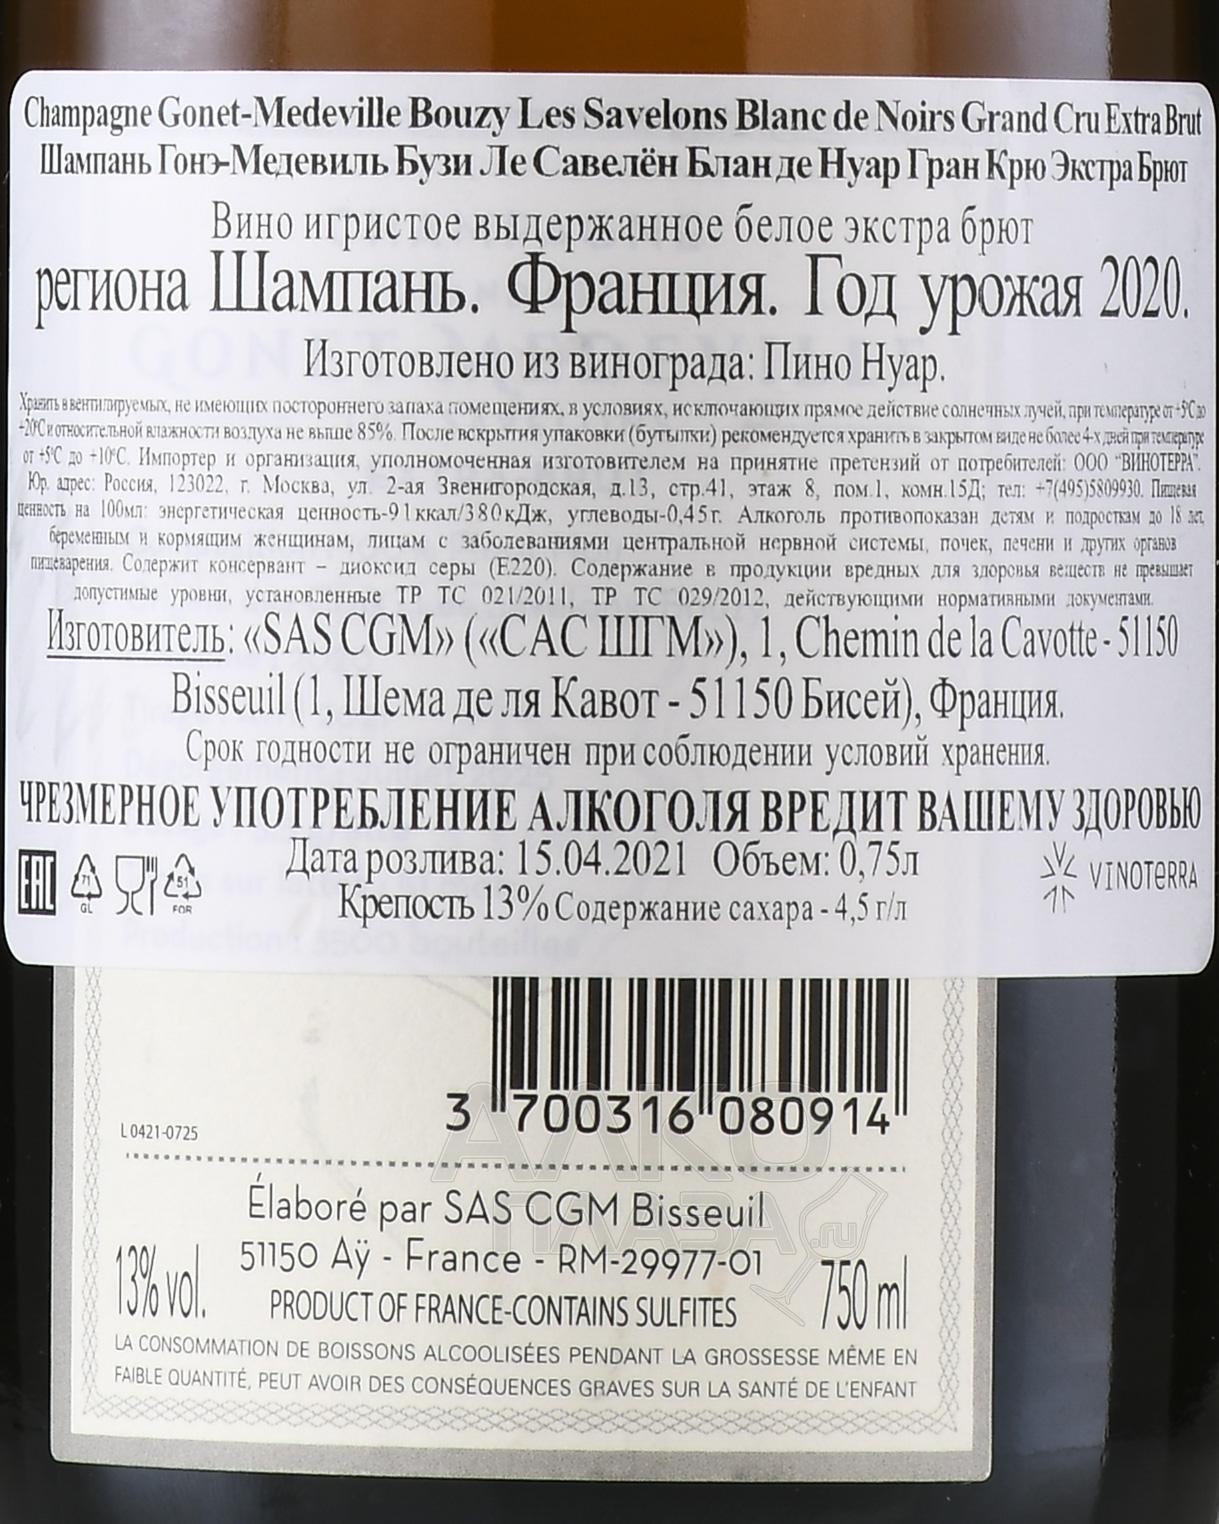 Champagne Gonet-Medeville Bouzy Les Savelons Blanc de Noirs Grand Cru Extra Brut
Шампань Гонэ-Медевиль Бузи Ле Савелён Блан де Нуар Гран Крю Экстра Брют
Вино игристое выдержанное белое экстра брют
региона Шампань. Франция. Год урожая 2020.
Изготовлено из винограда: Пино Нуар.
Хранить в вентилируемых, не имеющих постороннего запаха помещениях, в условиях, исключающих прямое действие солнечных лучей, при температуре от +5°С до
+20°С и относительной влажности воздуха не выше 85%. После вскрытия упаковки (бутылки) рекомендуется хранить в закрытом виде не более 4-х дней при температуре
от +5°С до +10°С. Импортер и организация, уполномоченная изготовителем на принятие претензий от потребителей: ООО "ВИНОТЕРРА".
Юр. адрес: Россия, 123022, г. Москва, ул. 2-ая Звенигородская, д.13, стр.41, этаж 8, пом.1, комн.15Д; тел: +7(495)5809930. Пищевая
ценность на 100мл: энергетическая ценность-91ккал/380кДж, углеводы-0,45г. Алкоголь противопоказан детям и подросткам до 18 лет,
беременным и кормящим женщинам, лицам с заболеваниями центральной нервной системы, почек, печени и других органов
пищеварения. Содержит консервант – диоксид серы (Е220). Содержание в продукции вредных для здоровья веществ не превышает
допустимые уровни, установленные ТР ТС 021/2011, ТР ТС 029/2012, действующими нормативными документами.
Изготовитель: «SAS CGM» («САС ШГМ»), 1, Chemin de la Cavotte - 51150
Bisseuil (1, Шема де ля Кавот - 51150 Бисей), Франция.
Срок годности не ограничен при соблюдении условий хранения.
ЧРЕЗМЕРНОЕ УПОТРЕБЛЕНИЕ АЛКОГОЛЯ ВРЕДИТ ВАШЕМУ ЗДОРОВЬЮ
Дата розлива: 15.04.2021 Объем: 0,75л
EAC 71 GL 51 FOR
VINOTERRA
Крепость 13% Содержание сахара - 4,5 г/л
3 700316 080914
L 0421-0725
АЛКО
ПЛАЗА
.ru
Élaboré par SAS CGM Bisseuil
51150 Aÿ - France - RM-29977-01
13% vol.
PRODUCT OF FRANCE-CONTAINS SULFITES
750 ml
LA CONSOMMATION DE BOISSONS ALCOOLISÉES PENDANT LA GROSSESSE MÊME EN
FAIBLE QUANTITÉ, PEUT AVOIR DES CONSÉQUENCES GRAVES SUR LA SANTÉ DE L'ENFANT